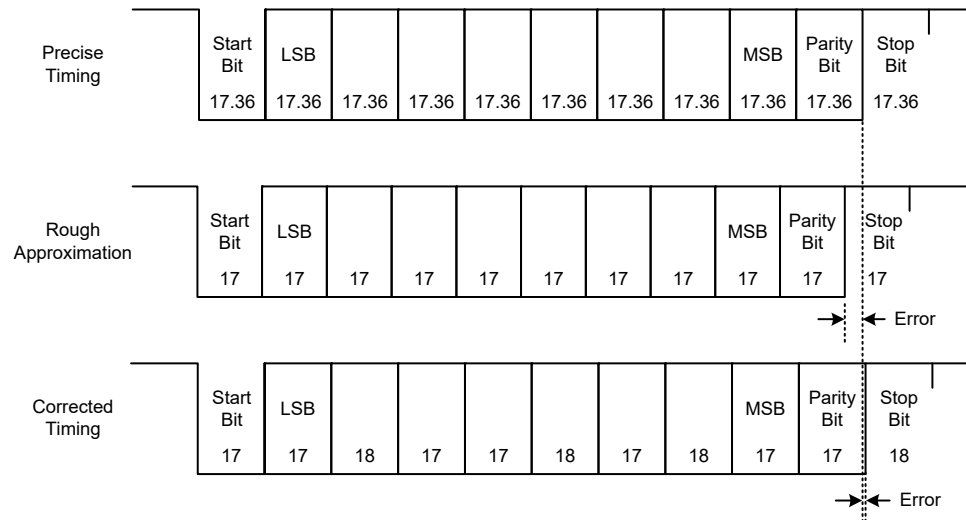 Precise
Timing
Start
Bit
LSB
MSB
Parity
Bit
Stop
Bit
17.36 17.36 17.36 17.36 17.36 17.36 17.36 17.36 17.36 17.36 17.36
Rough
Approximation
Start
Bit
LSB
MSB
Parity
Bit
Stop
Bit
17 17 17 17 17 17 17 17 17 17 17
Error
Corrected
Timing
Start
Bit
LSB
MSB
Parity
Bit
Stop
Bit
17 17 18 17 17 18 17 18 17 17 18
Error